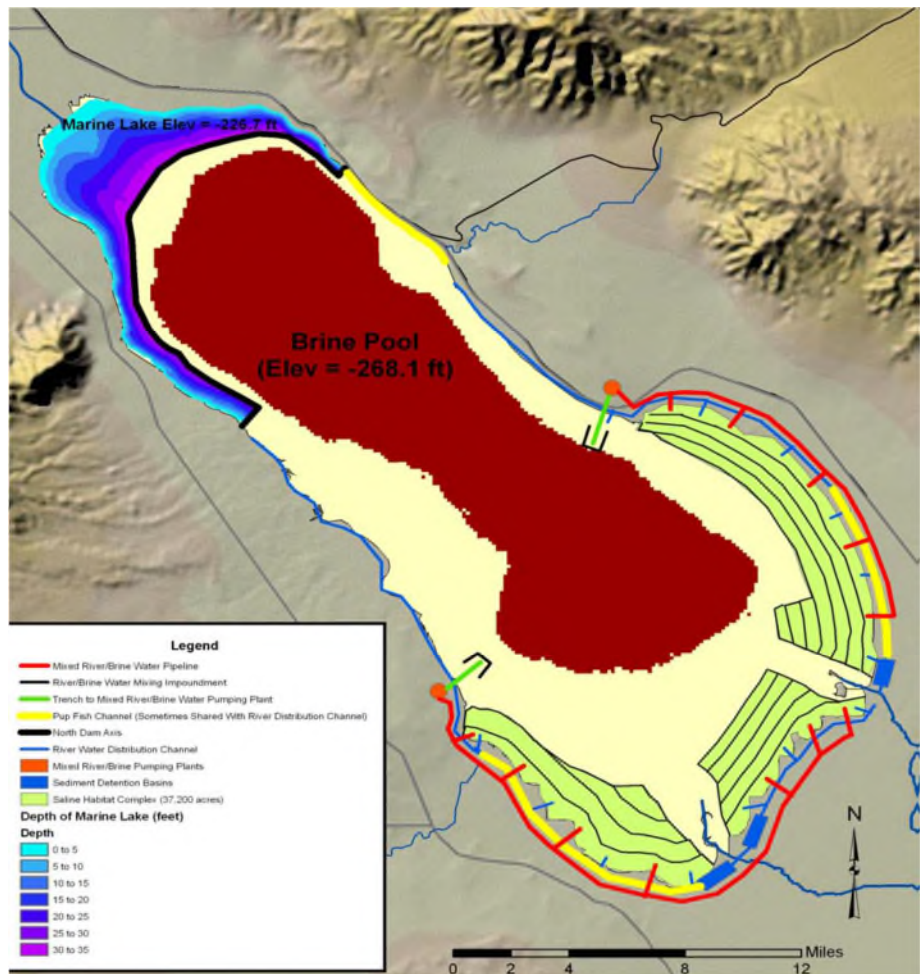 Marine Lake Elev = -226.7 ft
Brine Pool
(Elev = -268.1 ft)
Legend
Mixed River/Brine Water Pipeline
River/Brine Water Mixing Impoundment
Trench to Mixed River/Brine Water Pumping Plant
Pup Fish Channel (Sometimes Shared With River Distribution Channel)
North Dam Axis
River Water Distribution Channel
Mixed River/Brine Pumping Plants
Sediment Detention Basins
Saline Habitat Complex (37,200 acres)
Depth of Marine Lake (feet)
Depth
0 to 5
5 to 10
10 to 15
15 to 20
20 to 25
25 to 30
30 to 35
N
Miles
0 2 4 8 12